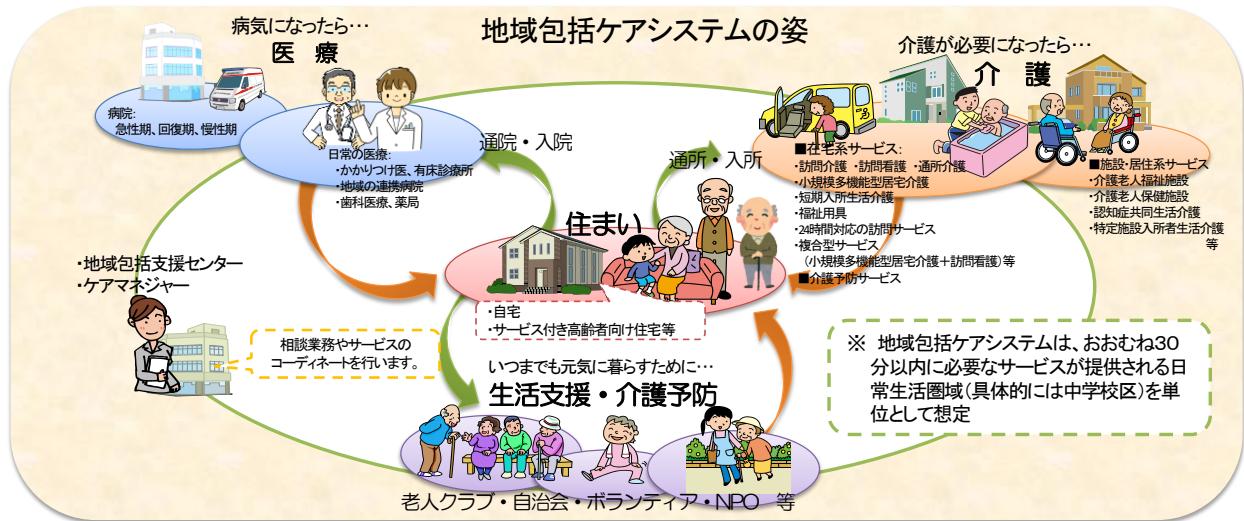 地域包括ケアシステムの姿
病気になったら…
医 療
病院:
急性期、回復期、慢性期
日常の医療:
・かかりつけ医、有床診療所
・地域の連携病院
・歯科医療、薬局
通院・入院
通所・入所
介護が必要になったら…
介 護
■在宅系サービス:
・訪問介護 ・訪問看護 ・通所介護
・小規模多機能型居宅介護
・短期入所生活介護
・福祉用具
・24時間対応の訪問サービス
・複合型サービス
(小規模多機能型居宅介護+訪問看護)等
■介護予防サービス
■施設・居住系サービス
・介護老人福祉施設
・介護老人保健施設
・認知症共同生活介護
・特定施設入所者生活介護
等
住まい
・自宅
・サービス付き高齢者向け住宅等
・地域包括支援センター
・ケアマネジャー
相談業務やサービスの
コーディネートを行います。
いつまでも元気に暮らすために…
生活支援・介護予防
老人クラブ・自治会・ボランティア・NPO 等
※ 地域包括ケアシステムは、おおむね30
分以内に必要なサービスが提供される日
常生活圏域(具体的には中学校区)を単
位として想定